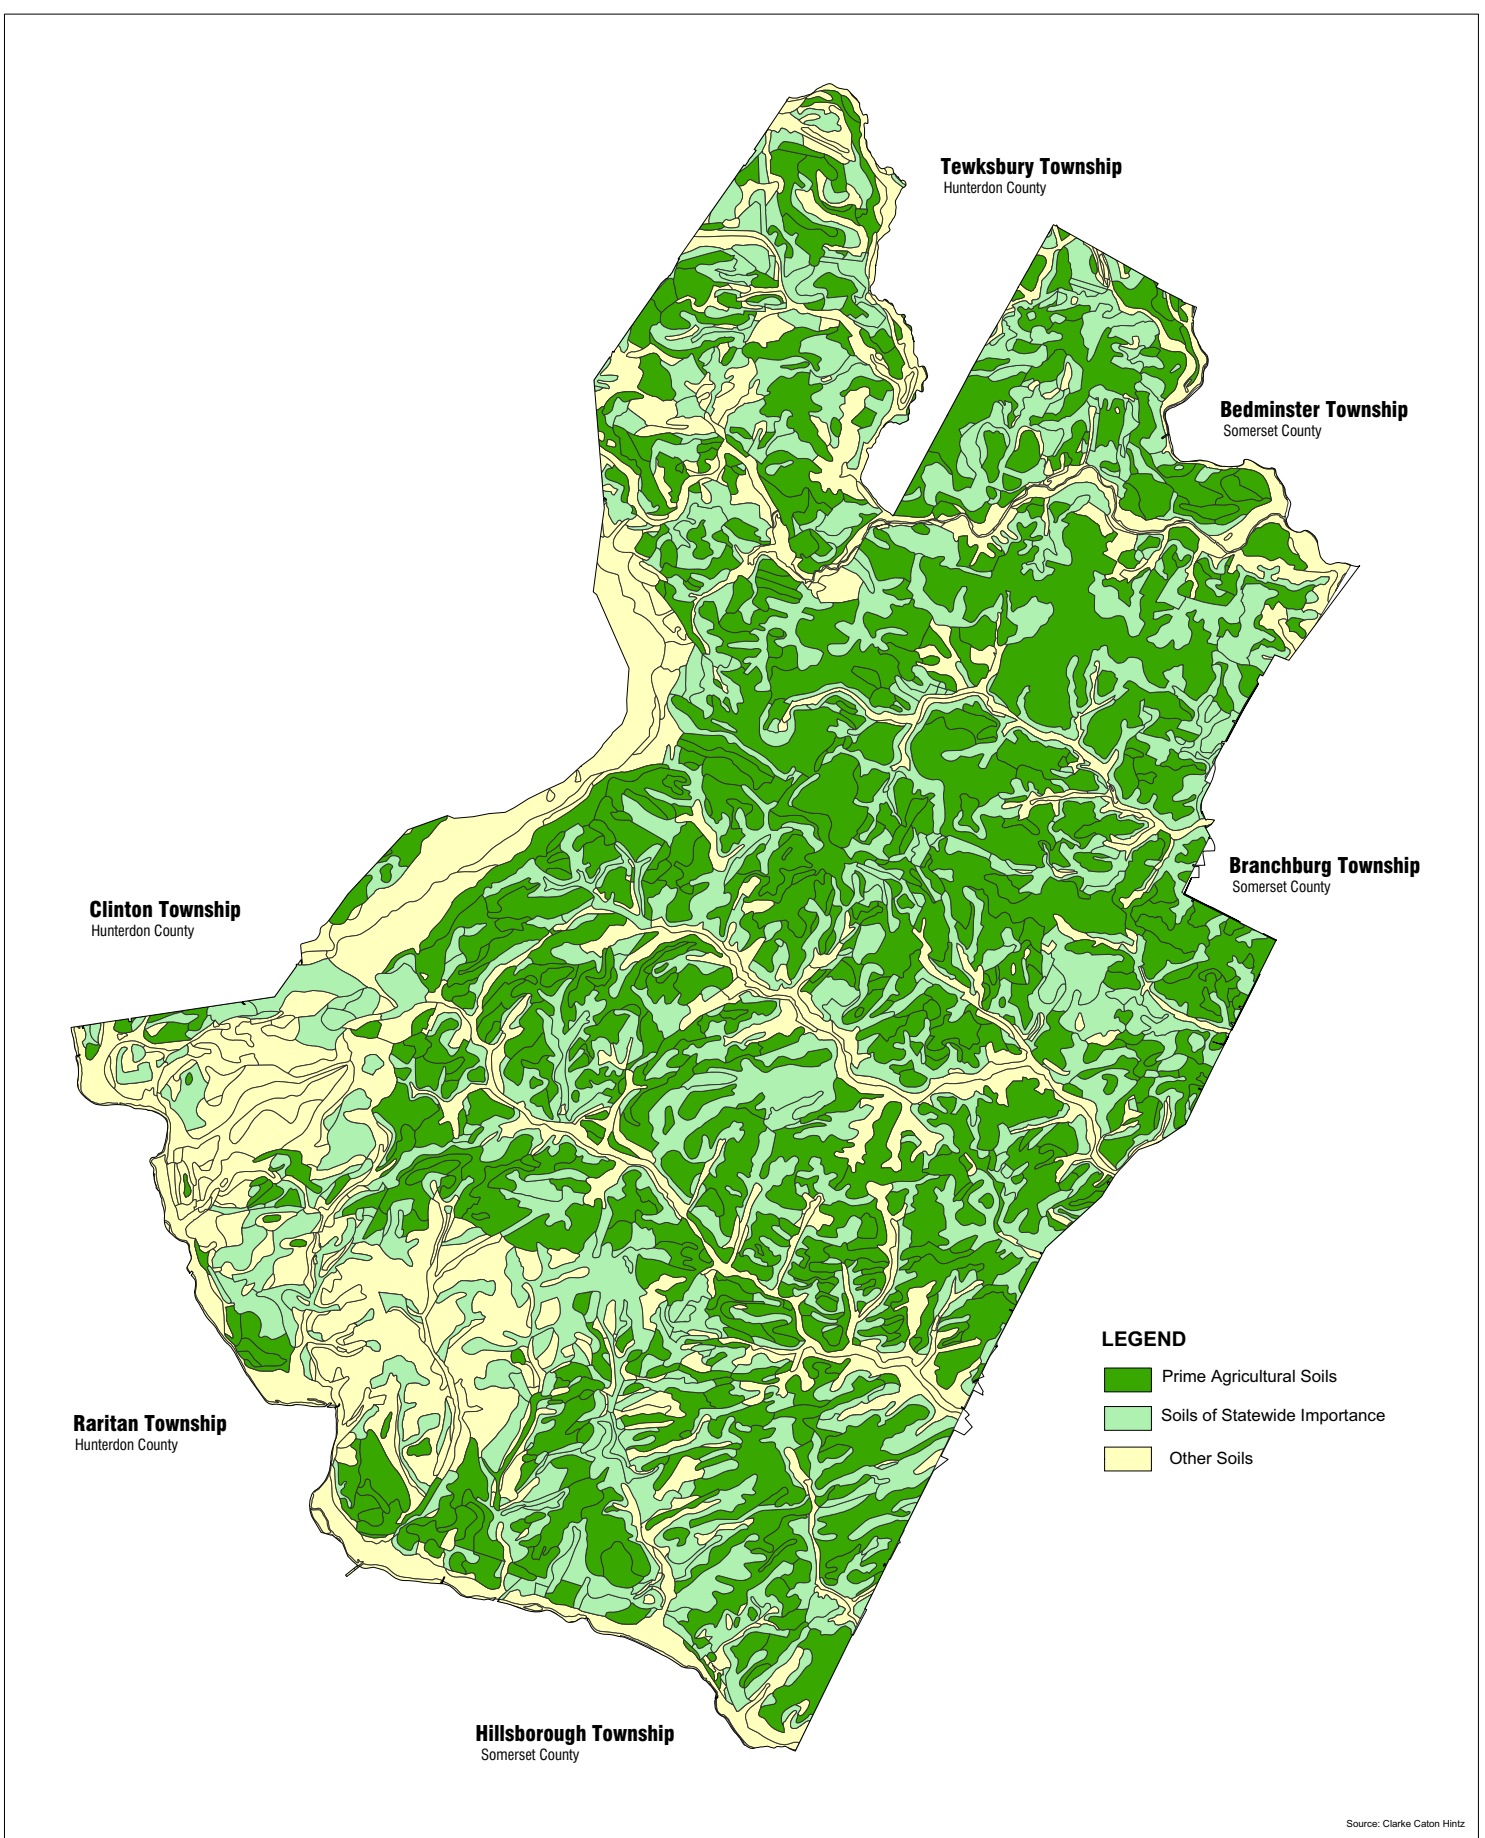 Tewksbury Township
Hunterdon County
Bedminster Township
Somerset County
Branchburg Township
Somerset County
Clinton Township
Hunterdon County
LEGEND
Prime Agricultural Soils
Soils of Statewide Importance
Other Soils
Raritan Township
Hunterdon County
Hillsborough Township
Somerset County
Source: Clarke Caton Hintz